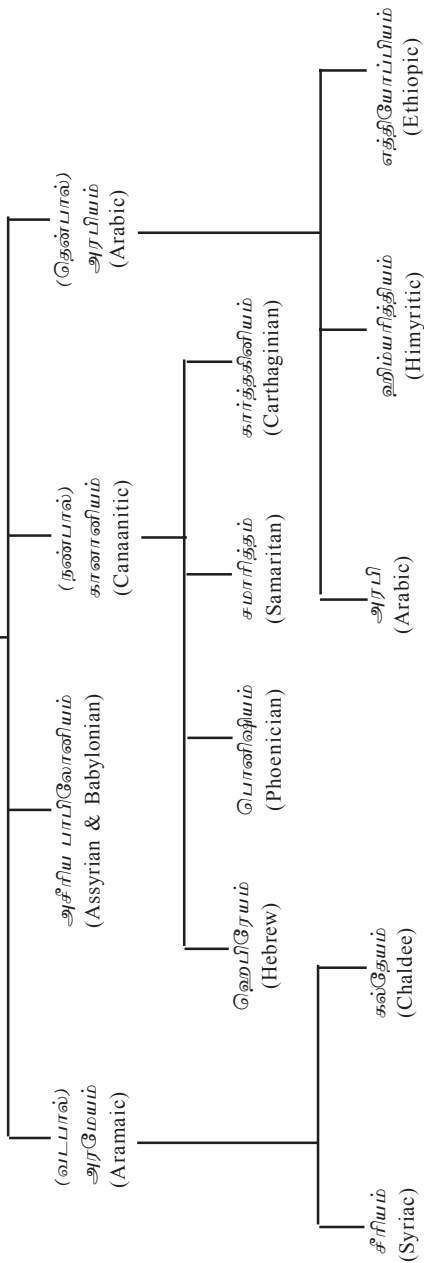 (வடபால்)
அரமேயம்
(Aramaic)
அசீரிய பாபிலோனியம்
(Assyrian & Babylonian)
(நண்பால்)
கானானியம்
(Canaanitic)
(தென்பால்)
அரபியம்
(Arabic)
ஹெபிரேயம்
(Hebrew)
பொனிஷியம்
(Phoenician)
சமாரித்தம்
(Samaritan)
கார்த்தகினியம்
(Carthaginian)
சீரியம்
(Syriac)
கல்தேயம்
(Chaldee)
அரபி
(Arabic)
ஹிம்யரித்தியம்
(Himyritic)
எத்தியோப்பியம்
(Ethiopic)